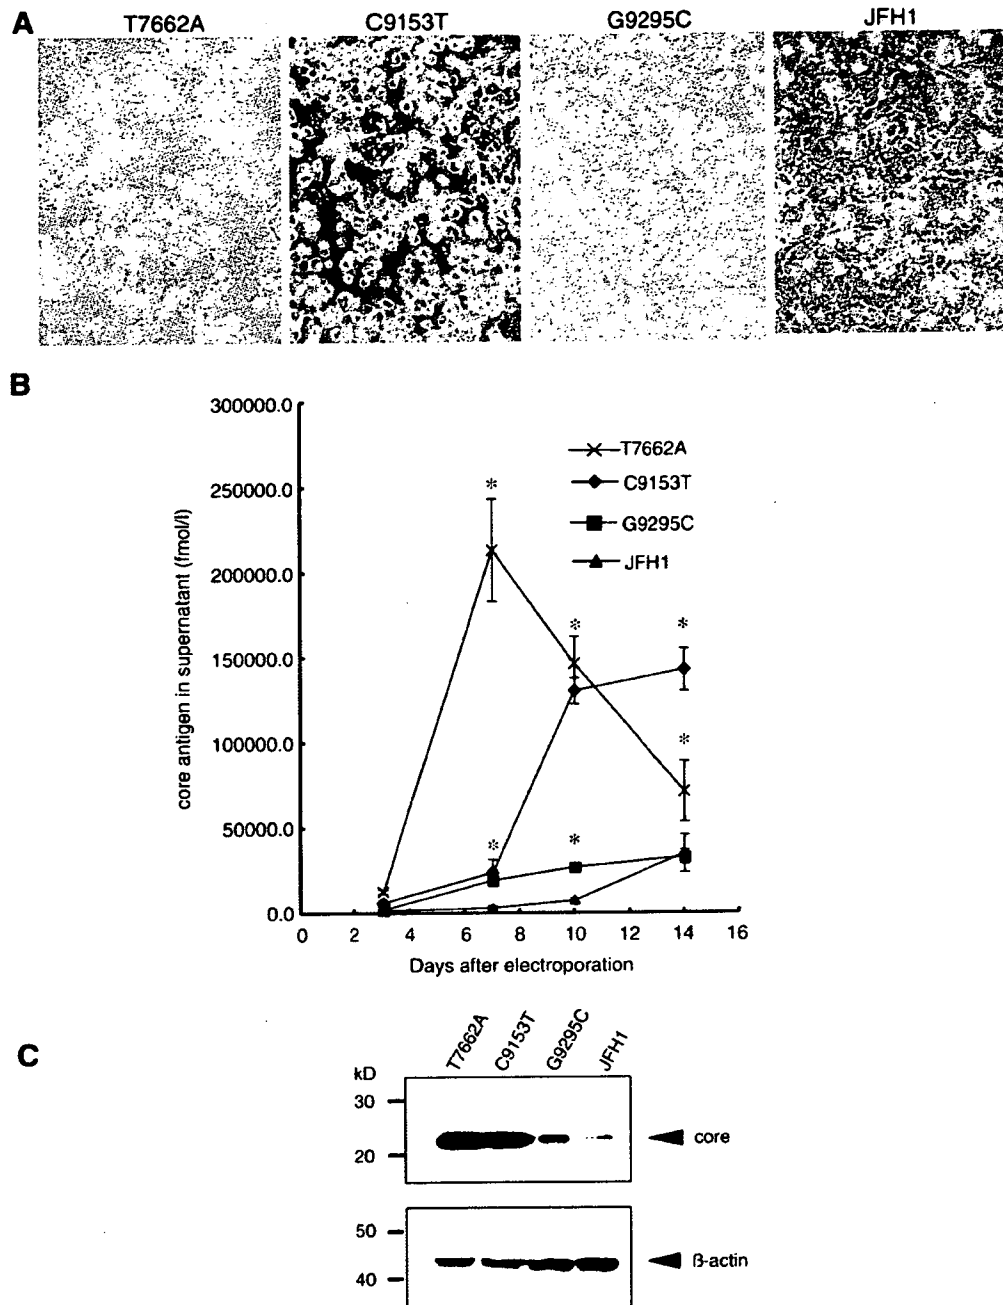 A
T7662A C9153T G9295C JFH1
B
300000.0
250000.0
200000.0
150000.0
100000.0
50000.0
0.0
core antigen in supernatant (fmol/l)
T7662A
C9153T
G9295C
JFH1
*
*
*
*
*
*
0 2 4 6 8 10 12 14 16
Days after electroporation
C
T7662A C9153T G9295C JFH1
kD
30
20
core
50
40
ß-actin